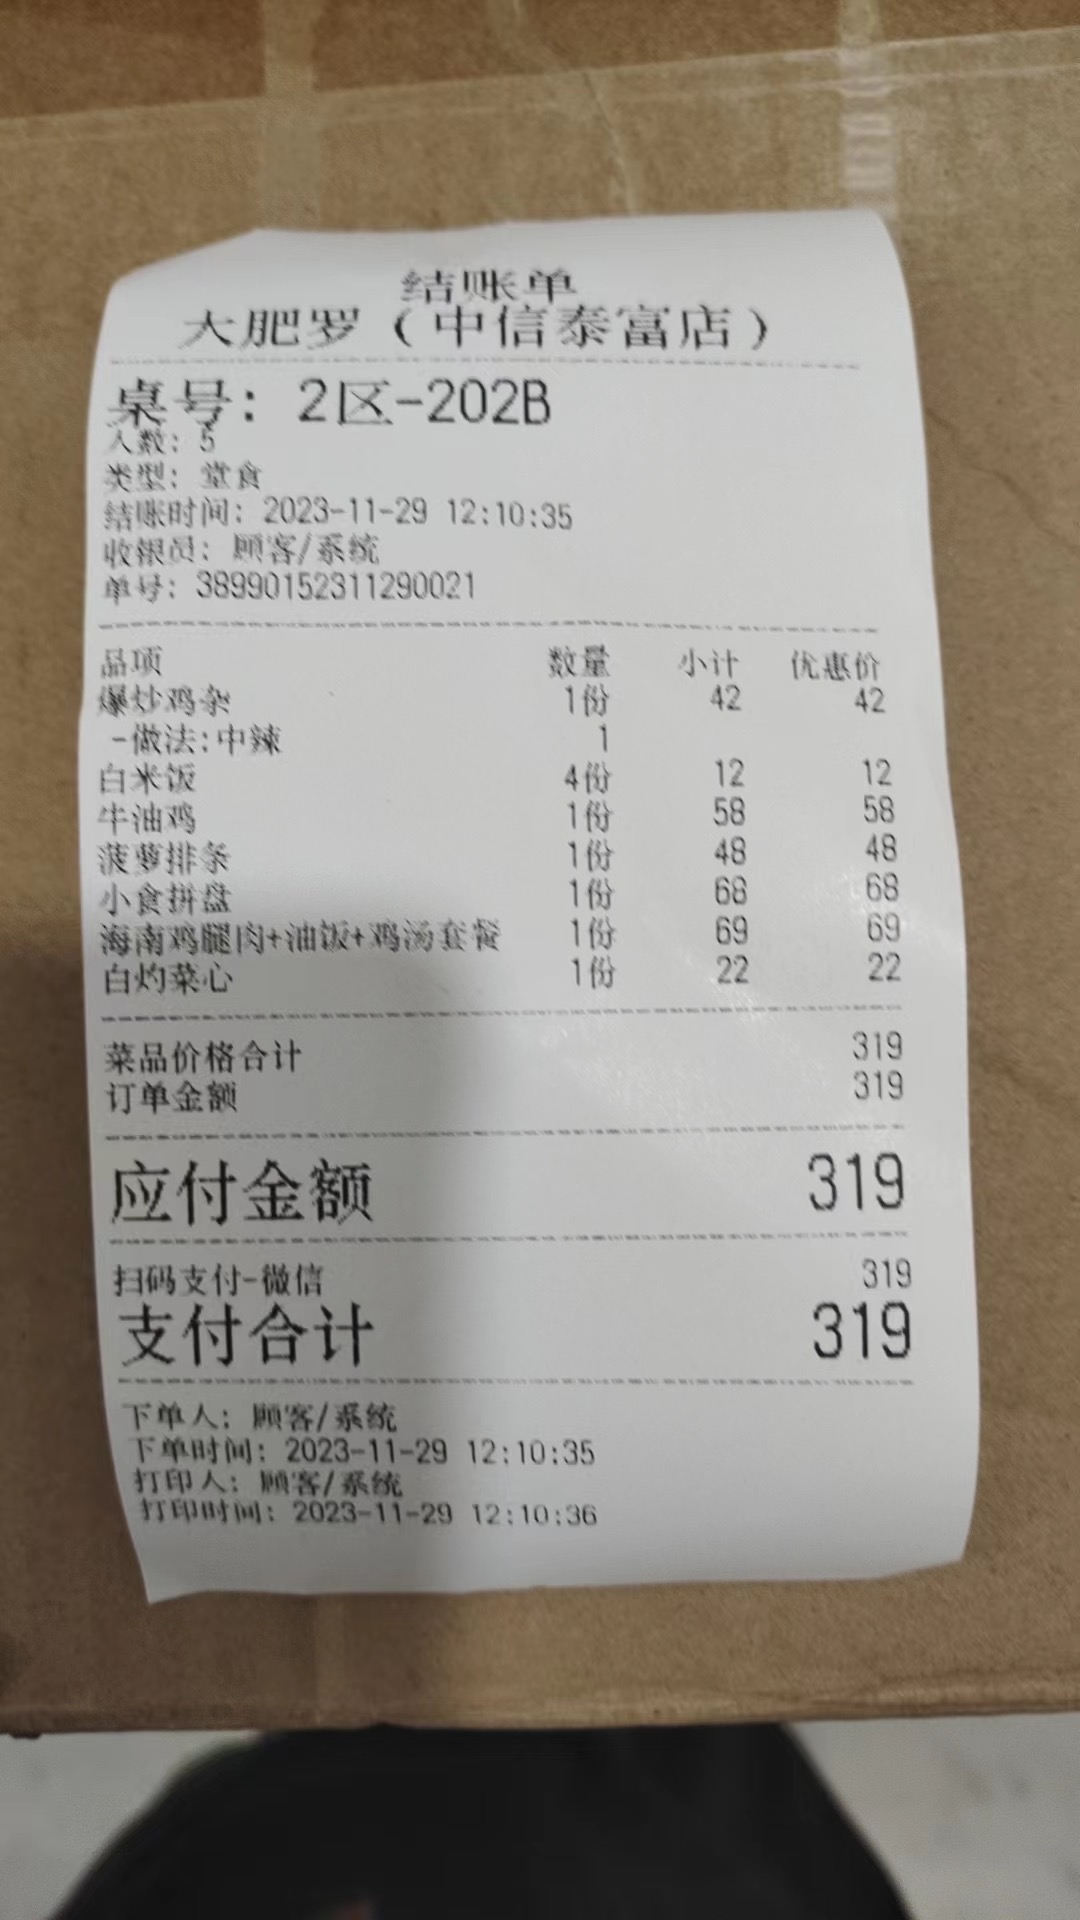 结账单
大肥罗（中信泰富店）
桌号: 2区-202B
人数: 5
类型: 堂食
结账时间: 2023-11-29 12:10:35
收银员: 顾客/系统
单号: 38990152311290021
品项 数量 小计 优惠价
爆炒鸡杂 1份 42 42
-做法:中辣 1
白米饭 4份 12 12
牛油鸡 1份 58 58
菠萝排条 1份 48 48
小食拼盘 1份 68 68
海南鸡腿肉+油饭+鸡汤套餐 1份 69 69
白灼菜心 1份 22 22
菜品价格合计 319
订单金额 319
应付金额 319
扫码支付-微信 319
支付合计 319
下单人: 顾客/系统
下单时间: 2023-11-29 12:10:35
打印人: 顾客/系统
打印时间: 2023-11-29 12:10:36